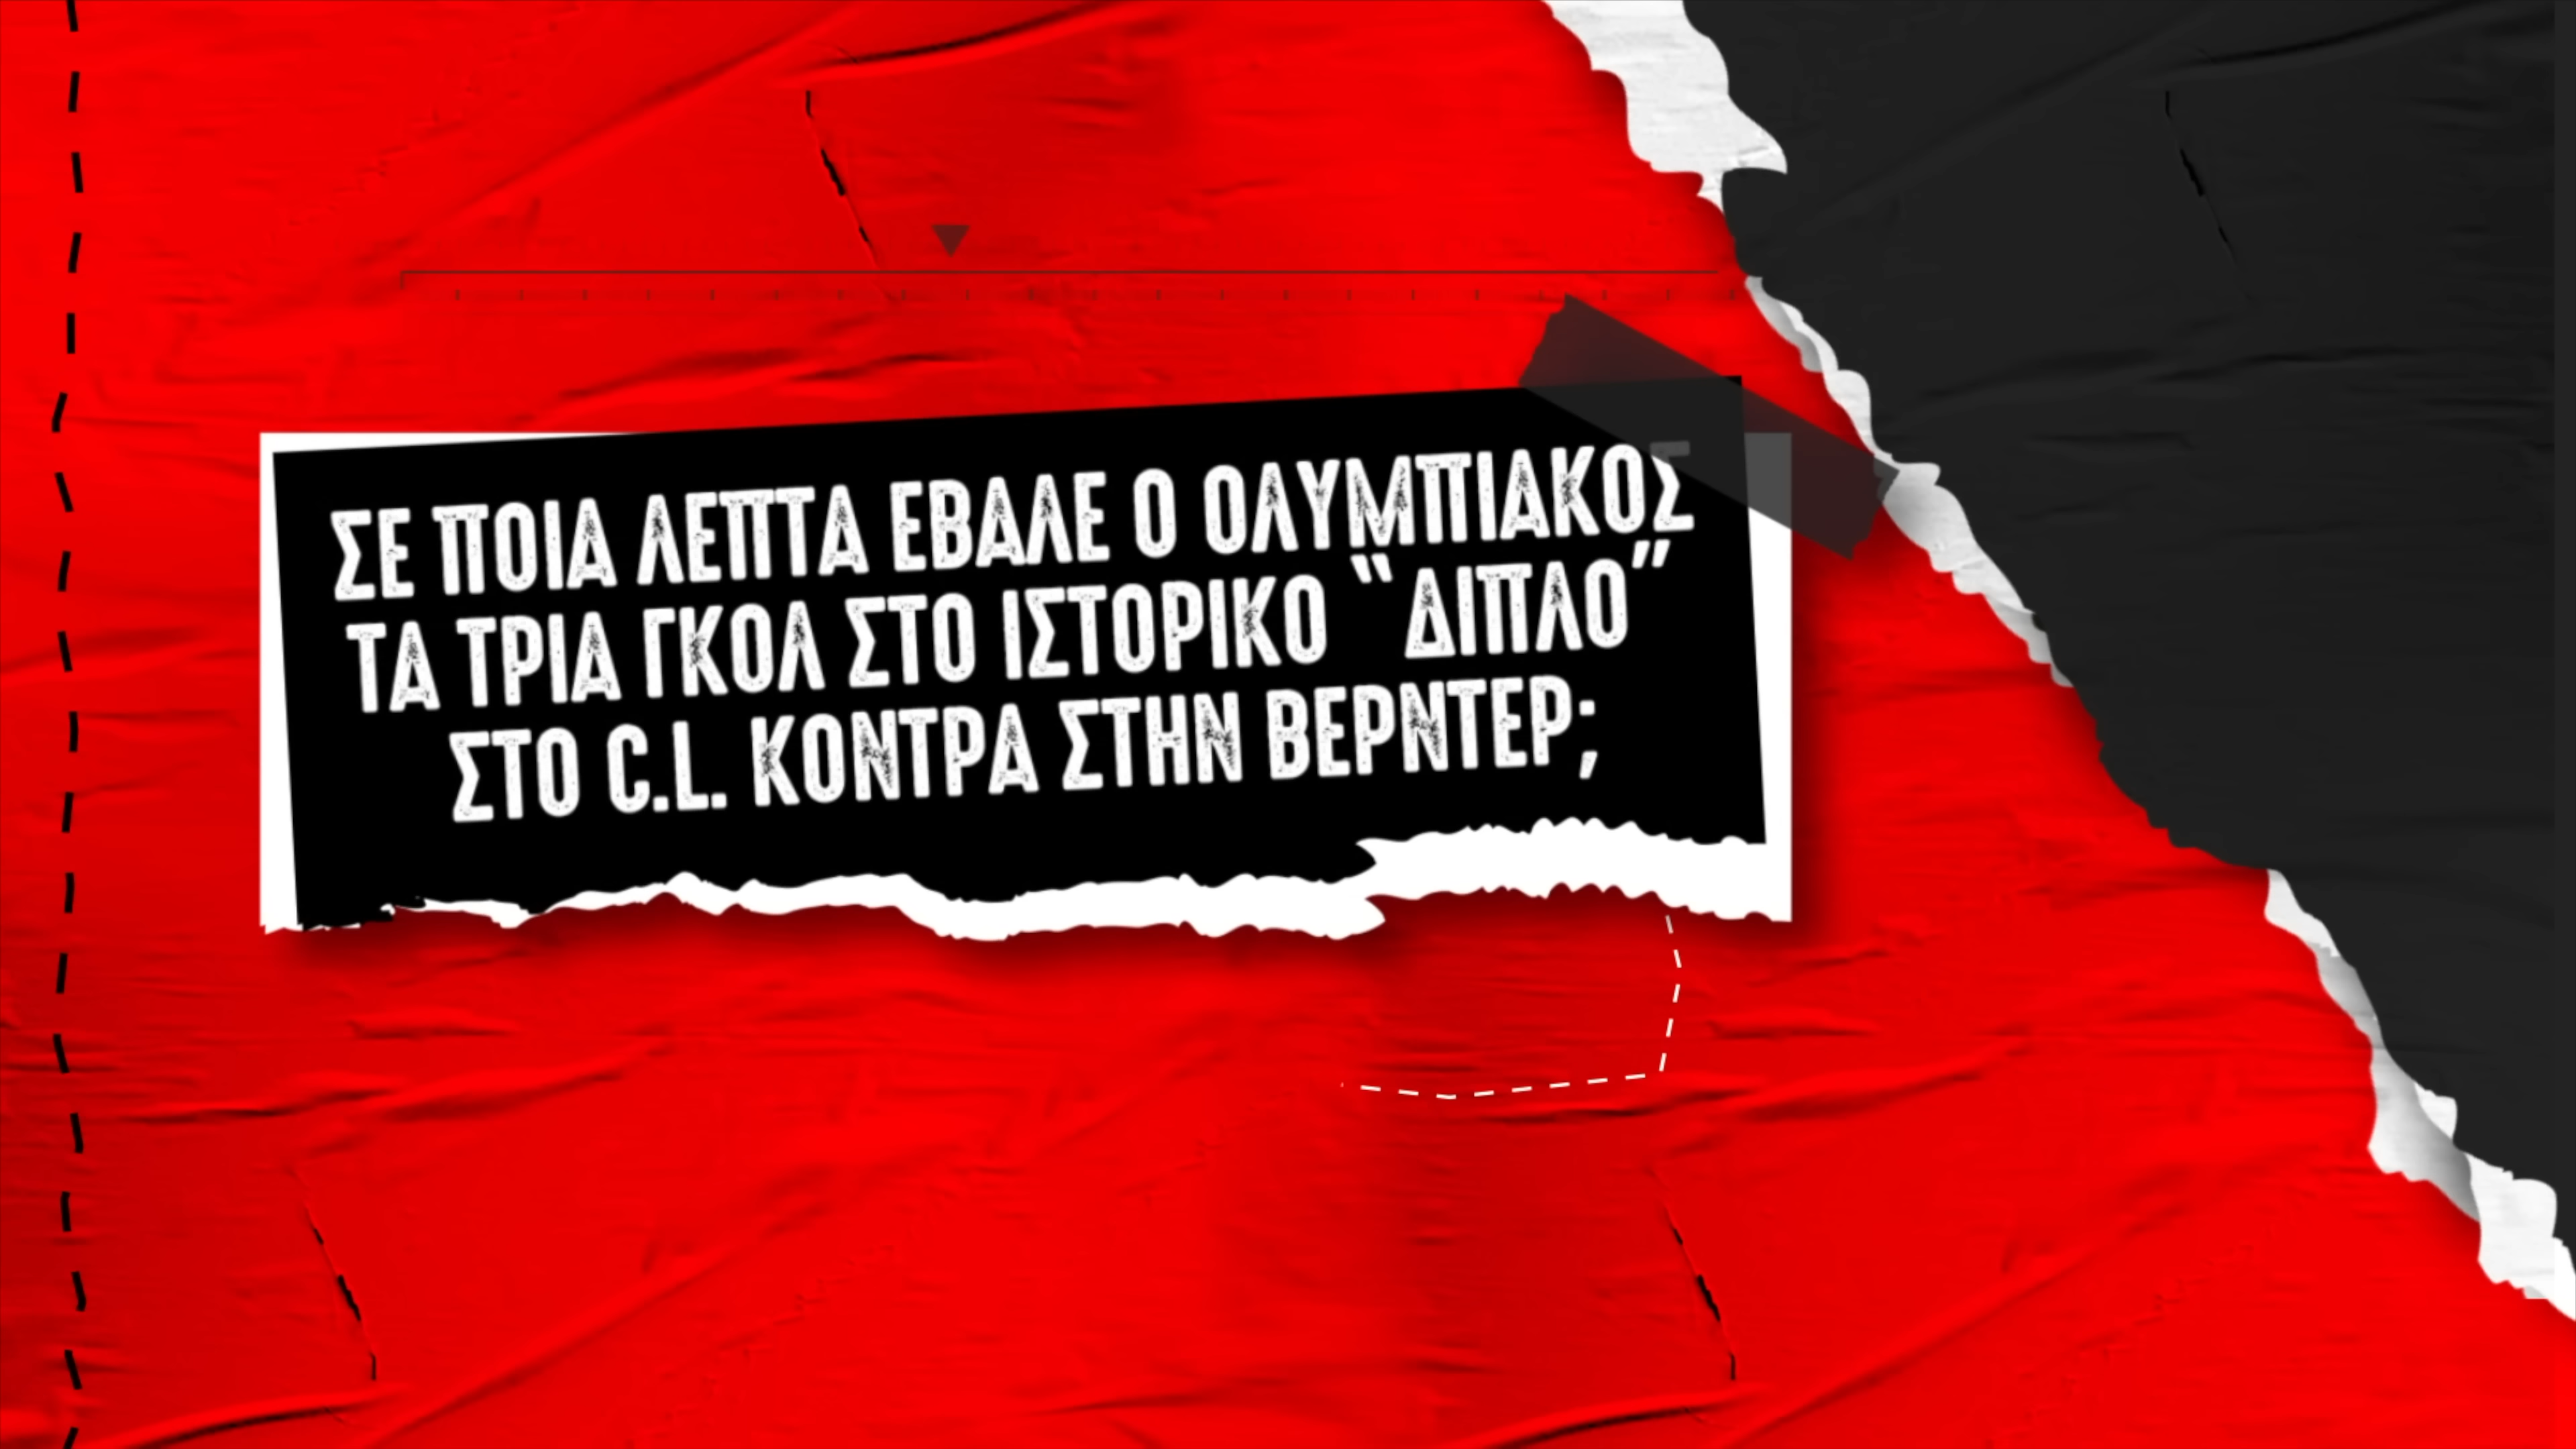 ΣΕ ΠΟΙΑ ΛΕΠΤΑ ΕΒΑΛΕ Ο ΟΛΥΜΠΙΑΚΟΣ
ΤΑ ΤΡΙΑ ΓΚΟΛ ΣΤΟ ΙΣΤΟΡΙΚΟ "ΔΙΠΛΟ"
ΣΤΟ C.L. ΚΟΝΤΡΑ ΣΤΗΝ ΒΕΡΝΤΕΡ;